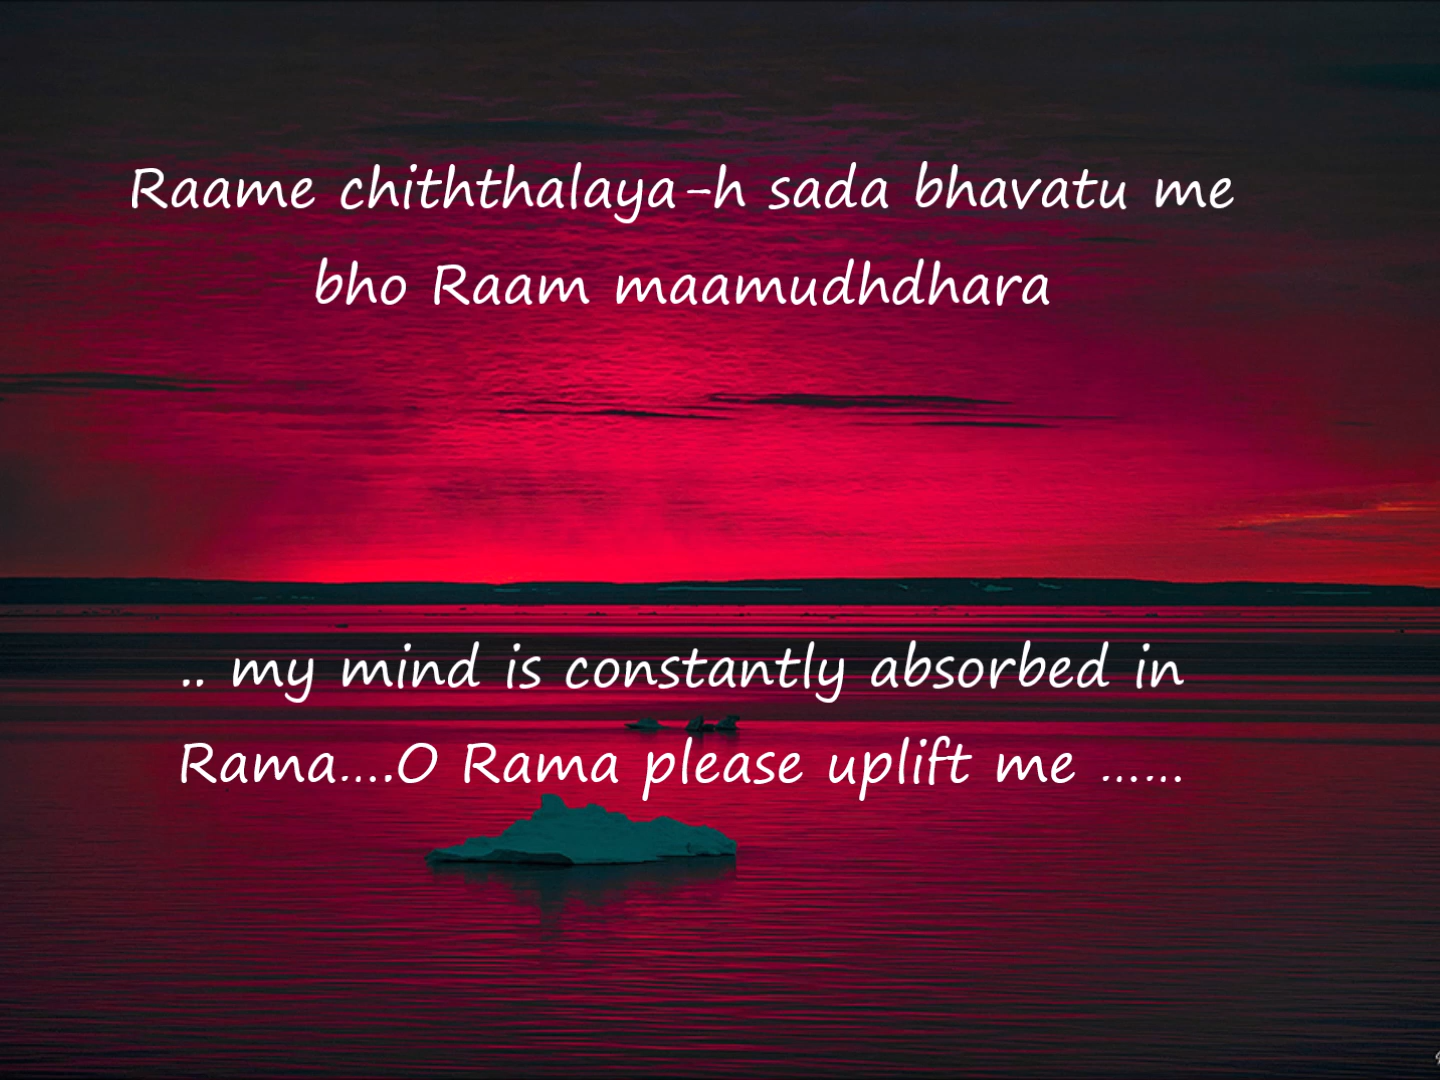 Raame chiththalaya-h sada bhavatu me
bho Raam maamudhdhara
.. my mind is constantly absorbed in
Rama....O Rama please uplift me ......